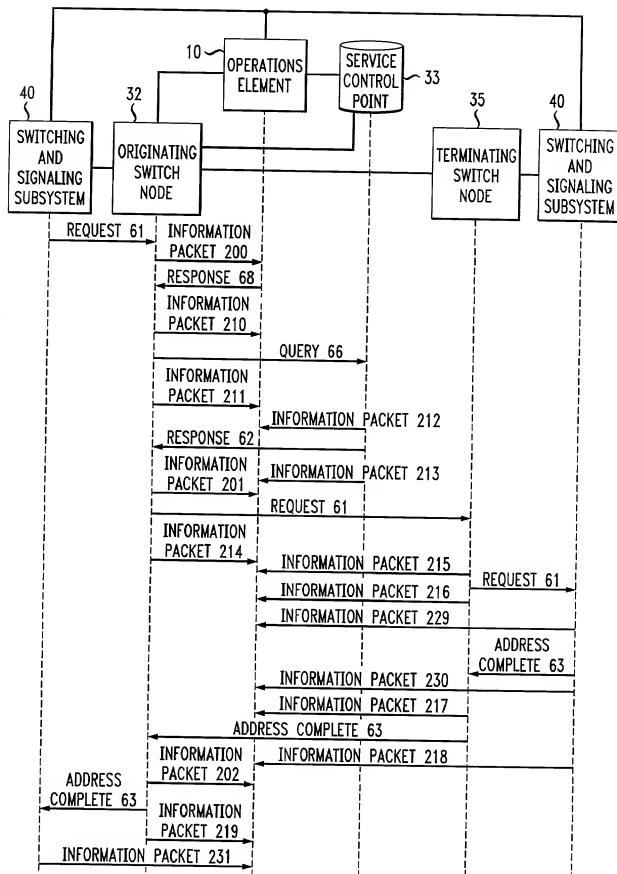 10
OPERATIONS
ELEMENT
SERVICE
CONTROL
POINT
33
40
SWITCHING
AND
SIGNALING
SUBSYSTEM
32
ORIGINATING
SWITCH
NODE
35
TERMINATING
SWITCH
NODE
40
SWITCHING
AND
SIGNALING
SUBSYSTEM
REQUEST 61
INFORMATION
PACKET 200
RESPONSE 68
INFORMATION
PACKET 210
QUERY 66
INFORMATION
PACKET 211
INFORMATION PACKET 212
RESPONSE 62
INFORMATION
PACKET 201
INFORMATION PACKET 213
REQUEST 61
INFORMATION
PACKET 214
INFORMATION PACKET 215
REQUEST 61
INFORMATION PACKET 216
INFORMATION PACKET 229
ADDRESS
COMPLETE 63
INFORMATION PACKET 230
INFORMATION PACKET 217
ADDRESS COMPLETE 63
INFORMATION
PACKET 202
INFORMATION PACKET 218
ADDRESS
COMPLETE 63
INFORMATION
PACKET 219
INFORMATION PACKET 231